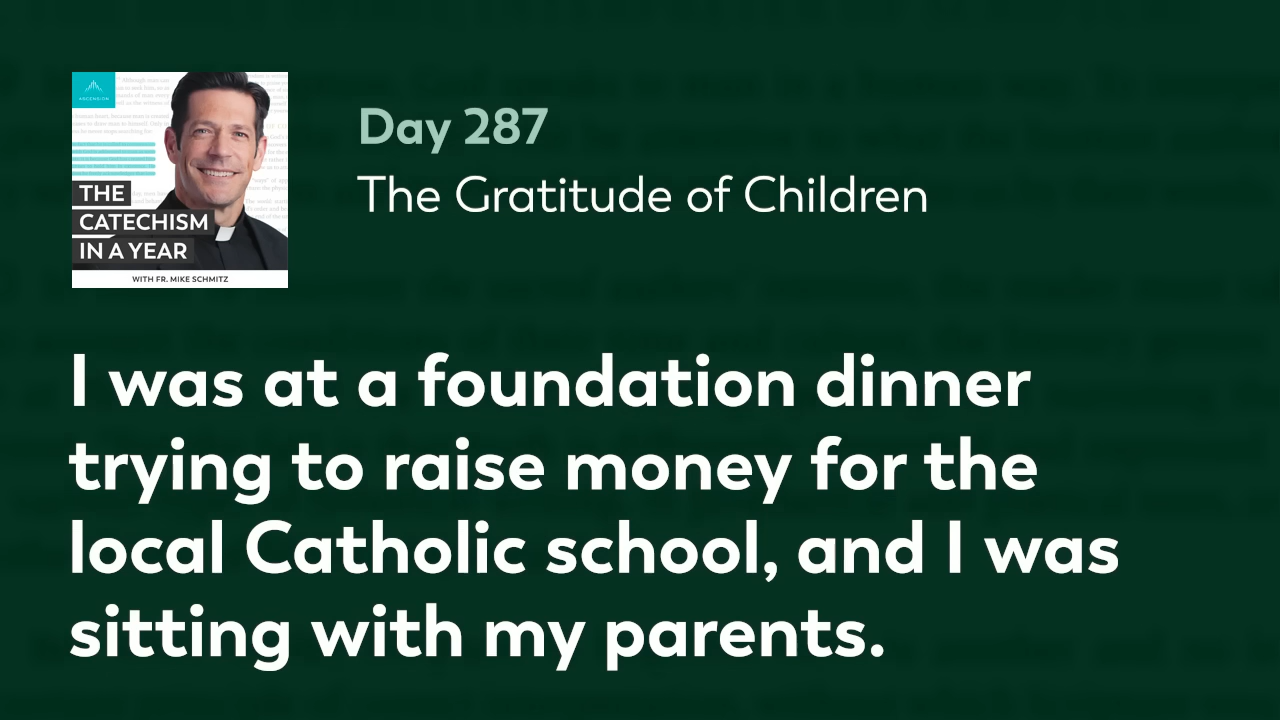 ASCENSION
THE
CATECHISM
IN A YEAR
WITH FR. MIKE SCHMITZ
Day 287
The Gratitude of Children
I was at a foundation dinner
trying to raise money for the
local Catholic school, and I was
sitting with my parents.